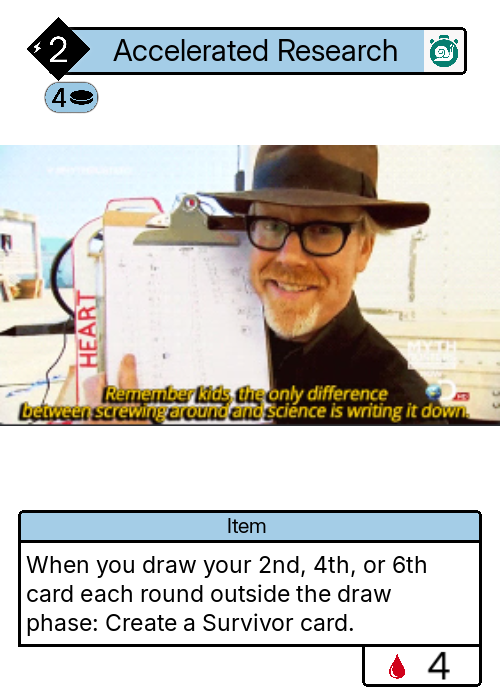 2
Accelerated Research
4
HEART
MYTH
HD
Remember kids, the only difference
between screwing around and science is writing it down.
Item
When you draw your 2nd, 4th, or 6th
card each round outside the draw
phase: Create a Survivor card.
4